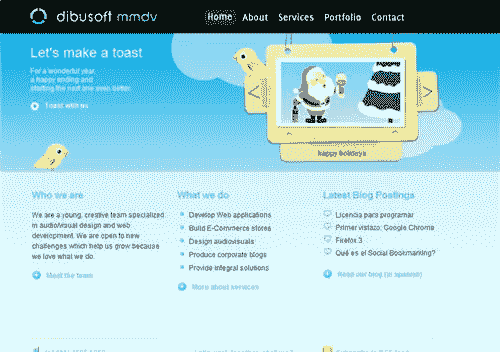 dibusoft mmdv
Home
About
Services
Portfolio
Contact
Let's make a toast
For a wonderful year,
a happy ending and
starting the next one even better.
Toast with us
happy holidays
Who we are
We are a young, creative team specialized
in audiovisual design and web
development. We are open to new
challenges which help us grow because
we love what we do.
Meet the team
What we do
Develop Web applications
Build E-Commerce stores
Design audiovisuals
Produce corporate blogs
Provide integral solutions
More about services
Latest Blog Postings
Licencia para programar
Primer vistazo: Google Chrome
Firefox 3
Qué es el Social Bookmarking?
Read our blog (in spanish)